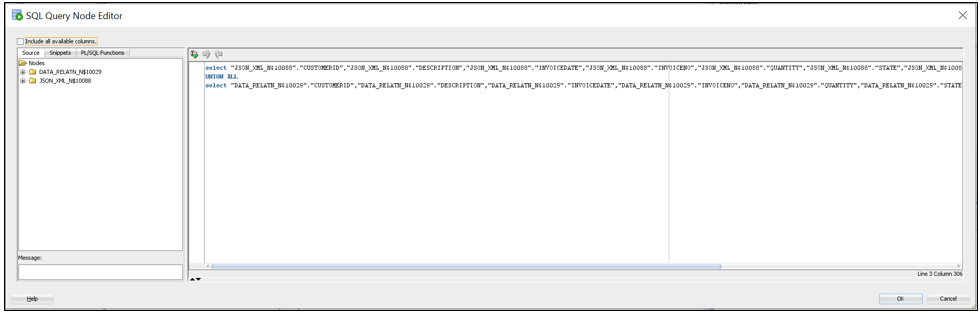 SQL Query Node Editor
Include all available columns.
Source Snippets PL/SQL Functions
Nodes
DATA_RELATN_N$10029
JSON_XML_N$10088
select "JSON_XML_N$10088"."CUSTOMERID","JSON_XML_N$10088"."DESCRIPTION","JSON_XML_N$10088"."INVOICEDATE","JSON_XML_N$10088"."INVOICENO","JSON_XML_N$10088"."QUANTITY","JSON_XML_N$10088"."STATE","JSON_XML_N$1008
UNION ALL
select "DATA_RELATN_N$10029"."CUSTOMERID","DATA_RELATN_N$10029"."DESCRIPTION","DATA_RELATN_N$10029"."INVOICEDATE","DATA_RELATN_N$10029"."INVOICENO","DATA_RELATN_N$10029"."QUANTITY","DATA_RELATN_N$10029"."STATE
Message:
Line 3 Column 306
Help
OK
Cancel